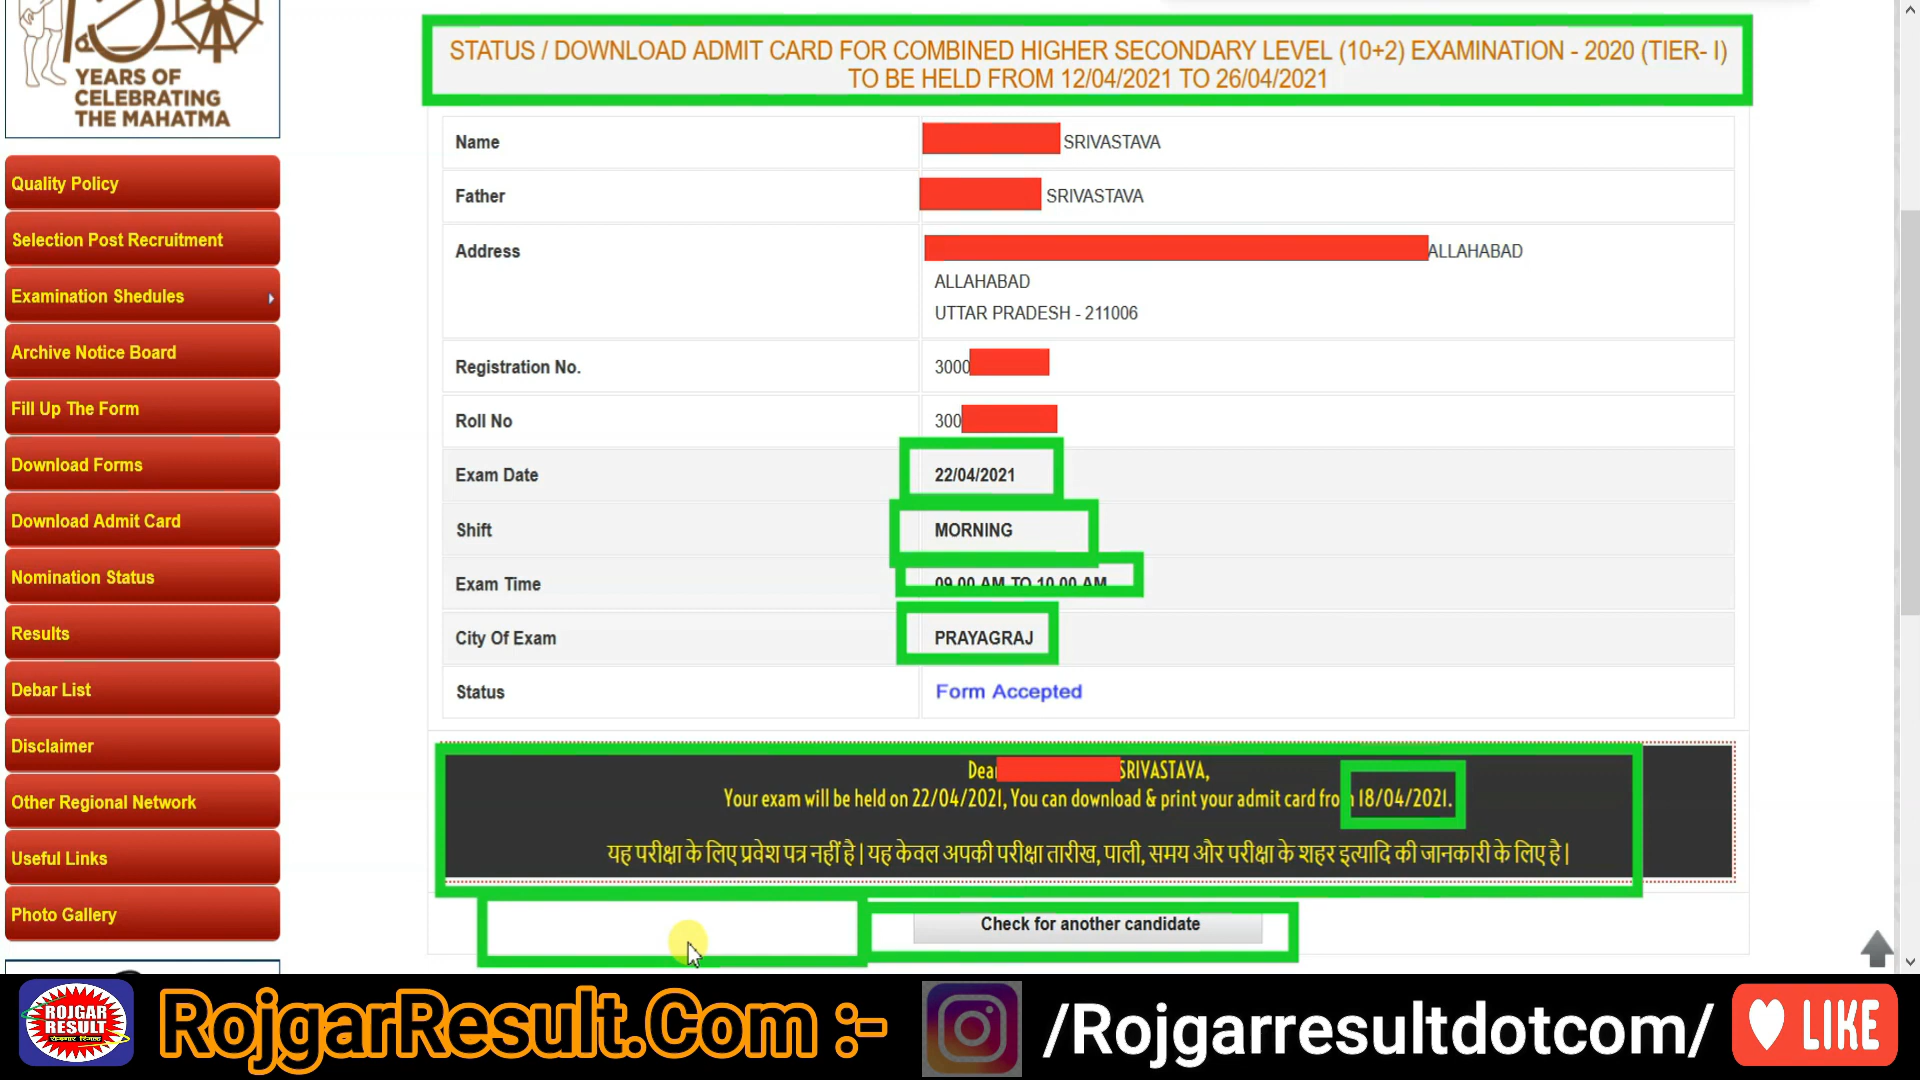 YEARS OF
CELEBRATING
THE MAHATMA
Quality Policy
Selection Post Recruitment
Examination Shedules
Archive Notice Board
Fill Up The Form
Download Forms
Download Admit Card
Nomination Status
Results
Debar List
Disclaimer
Other Regional Network
Useful Links
Photo Gallery
STATUS / DOWNLOAD ADMIT CARD FOR COMBINED HIGHER SECONDARY LEVEL (10+2) EXAMINATION - 2020 (TIER- I)
TO BE HELD FROM 12/04/2021 TO 26/04/2021
Name SRIVASTAVA
Father SRIVASTAVA
Address ALLAHABAD
ALLAHABAD
UTTAR PRADESH - 211006
Registration No. 3000
Roll No 300
Exam Date 22/04/2021
Shift MORNING
Exam Time 09.00 AM TO 10.00 AM
City Of Exam PRAYAGRAJ
Status Form Accepted
Dear SRIVASTAVA,
Your exam will be held on 22/04/2021, You can download & print your admit card from 18/04/2021.
यह परीक्षा के लिए प्रवेश पत्र नहीं है | यह केवल अपकी परीक्षा तारीख, पाली, समय और परीक्षा के शहर इत्यादि की जानकारी के लिए है |
Check for another candidate
ROJGAR
RESULT
रोजगार रिजल्ट
RojgarResult.Com :-
/Rojgarresultdotcom/
LIKE